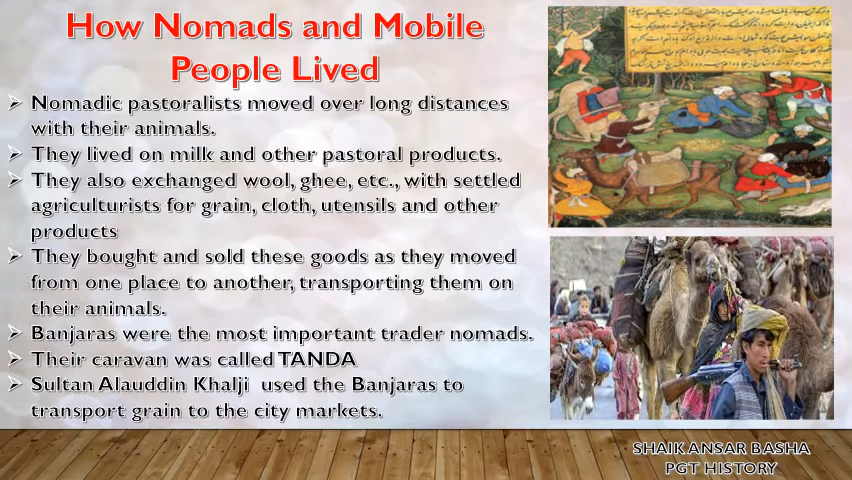 How Nomads and Mobile
People Lived
➢ Nomadic pastoralists moved over long distances
with their animals.
➢ They lived on milk and other pastoral products.
➢ They also exchanged wool, ghee, etc., with settled
agriculturists for grain, cloth, utensils and other
products
➢ They bought and sold these goods as they moved
from one place to another, transporting them on
their animals.
➢ Banjaras were the most important trader nomads.
➢ Their caravan was called TANDA
➢ Sultan Alauddin Khalji used the Banjaras to
transport grain to the city markets.
SHAIK ANSAR BASHA
PGT HISTORY